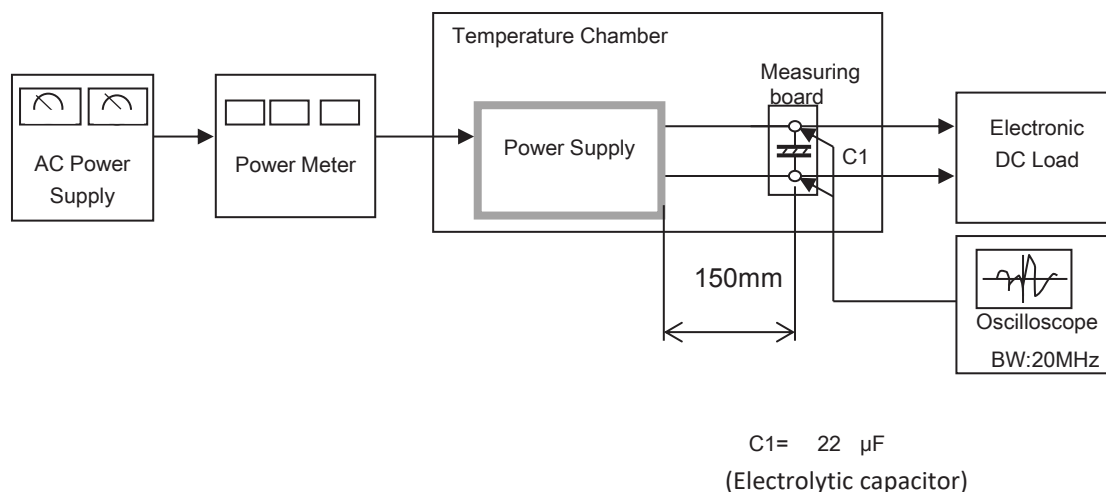 Temperature Chamber
AC Power
Supply
Power Meter
Power Supply
Measuring
board
C1
Electronic
DC Load
150mm
Oscilloscope
BW:20MHz
C1= 22 µF
(Electrolytic capacitor)